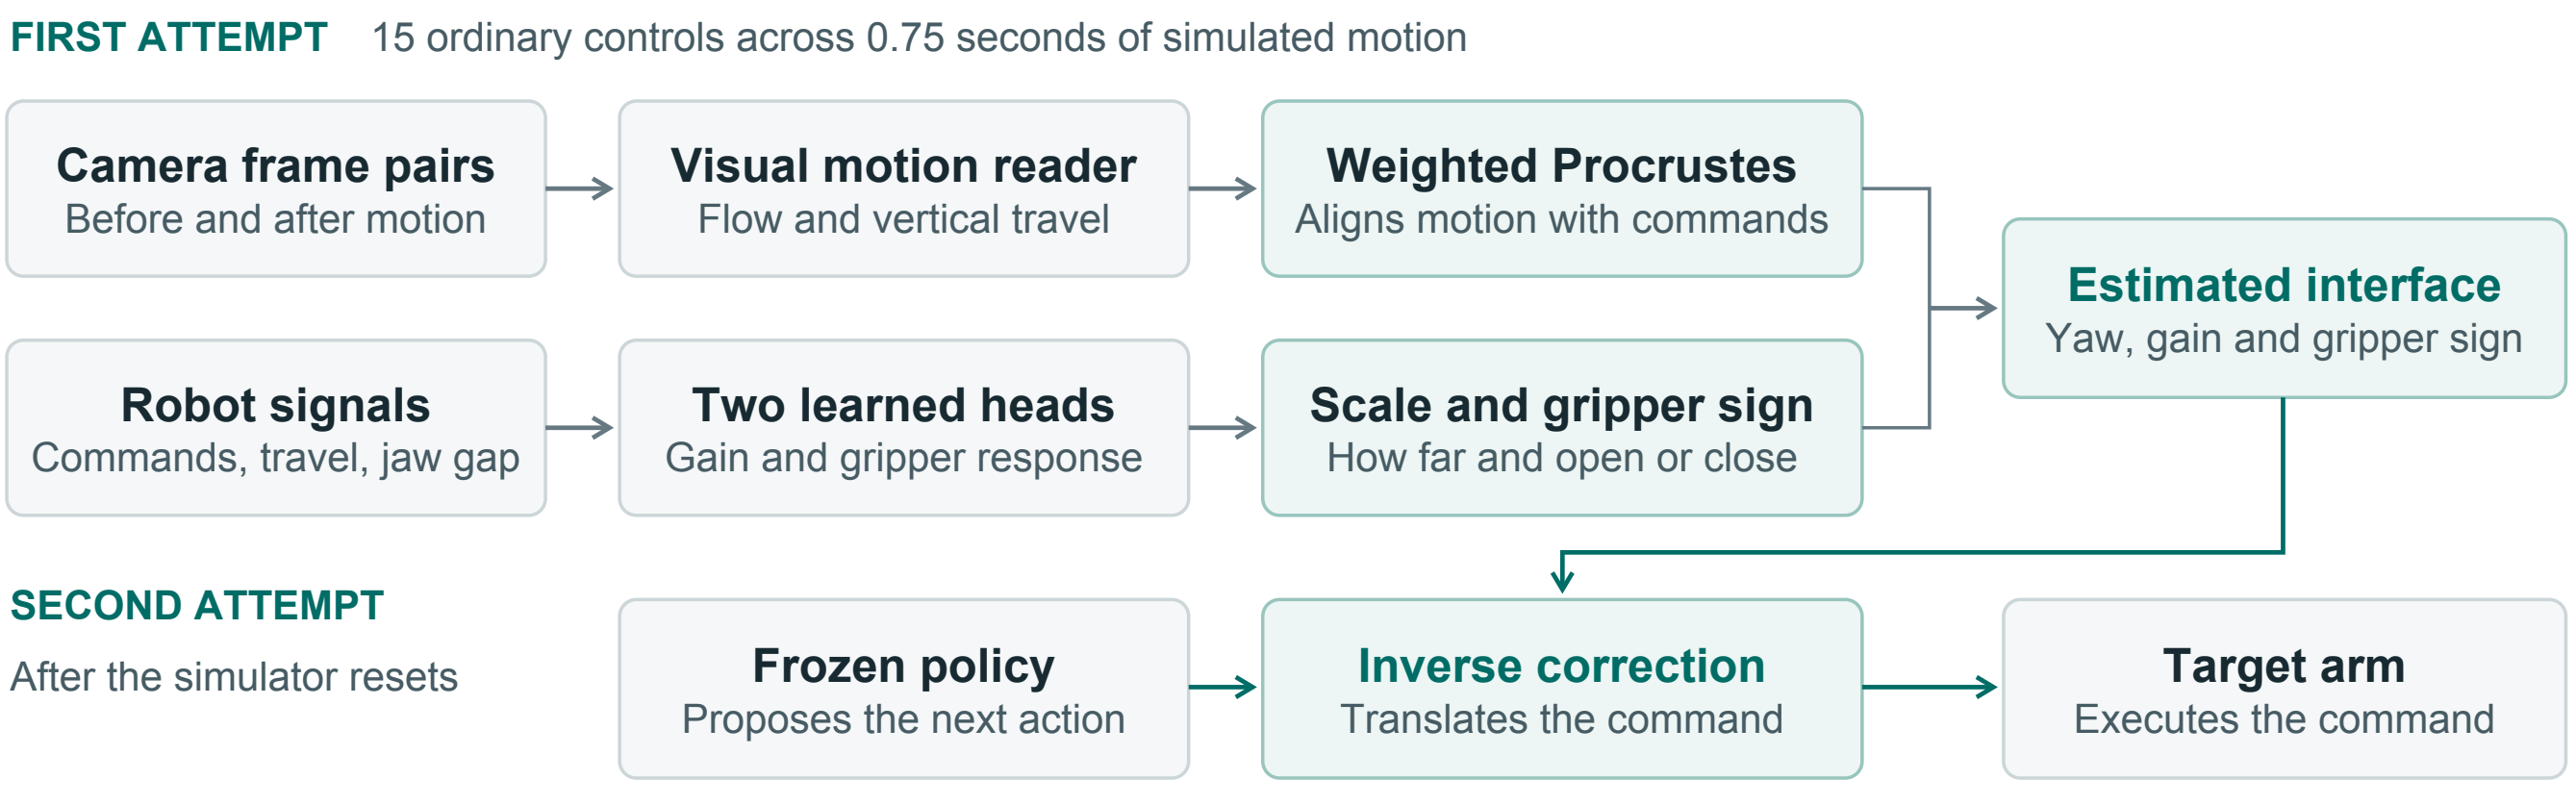 FIRST ATTEMPT 15 ordinary controls across 0.75 seconds of simulated motion
Camera frame pairs
Before and after motion
Visual motion reader
Flow and vertical travel
Weighted Procrustes
Aligns motion with commands
Estimated interface
Yaw, gain and gripper sign
Robot signals
Commands, travel, jaw gap
Two learned heads
Gain and gripper response
Scale and gripper sign
How far and open or close
SECOND ATTEMPT
After the simulator resets
Frozen policy
Proposes the next action
Inverse correction
Translates the command
Target arm
Executes the command